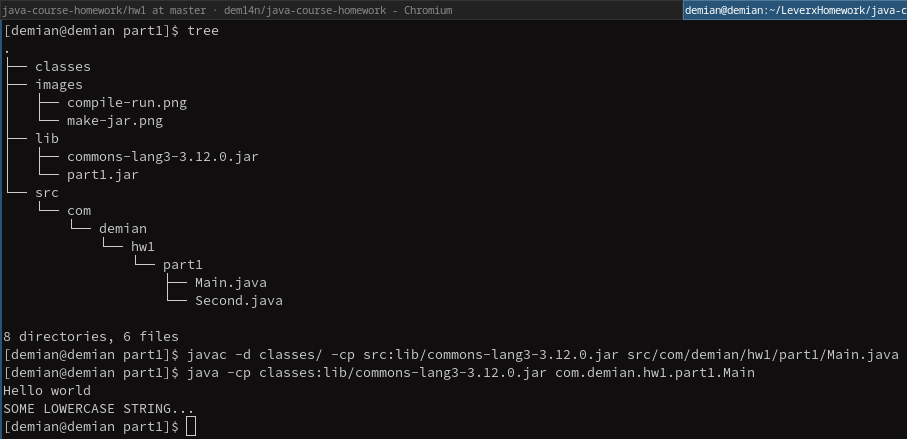 java-course-homework/hw1 at master · dem14n/java-course-homework - Chromium
demian@demian:~/LeverxHomework/java-c
[demian@demian part1]$ tree
.
├── classes
├── images
│   ├── compile-run.png
│   └── make-jar.png
├── lib
│   ├── commons-lang3-3.12.0.jar
│   └── part1.jar
└── src
    └── com
        └── demian
            └── hw1
                └── part1
                    ├── Main.java
                    └── Second.java
8 directories, 6 files
[demian@demian part1]$ javac -d classes/ -cp src:lib/commons-lang3-3.12.0.jar src/com/demian/hw1/part1/Main.java
[demian@demian part1]$ java -cp classes:lib/commons-lang3-3.12.0.jar com.demian.hw1.part1.Main
Hello world
SOME LOWERCASE STRING...
[demian@demian part1]$